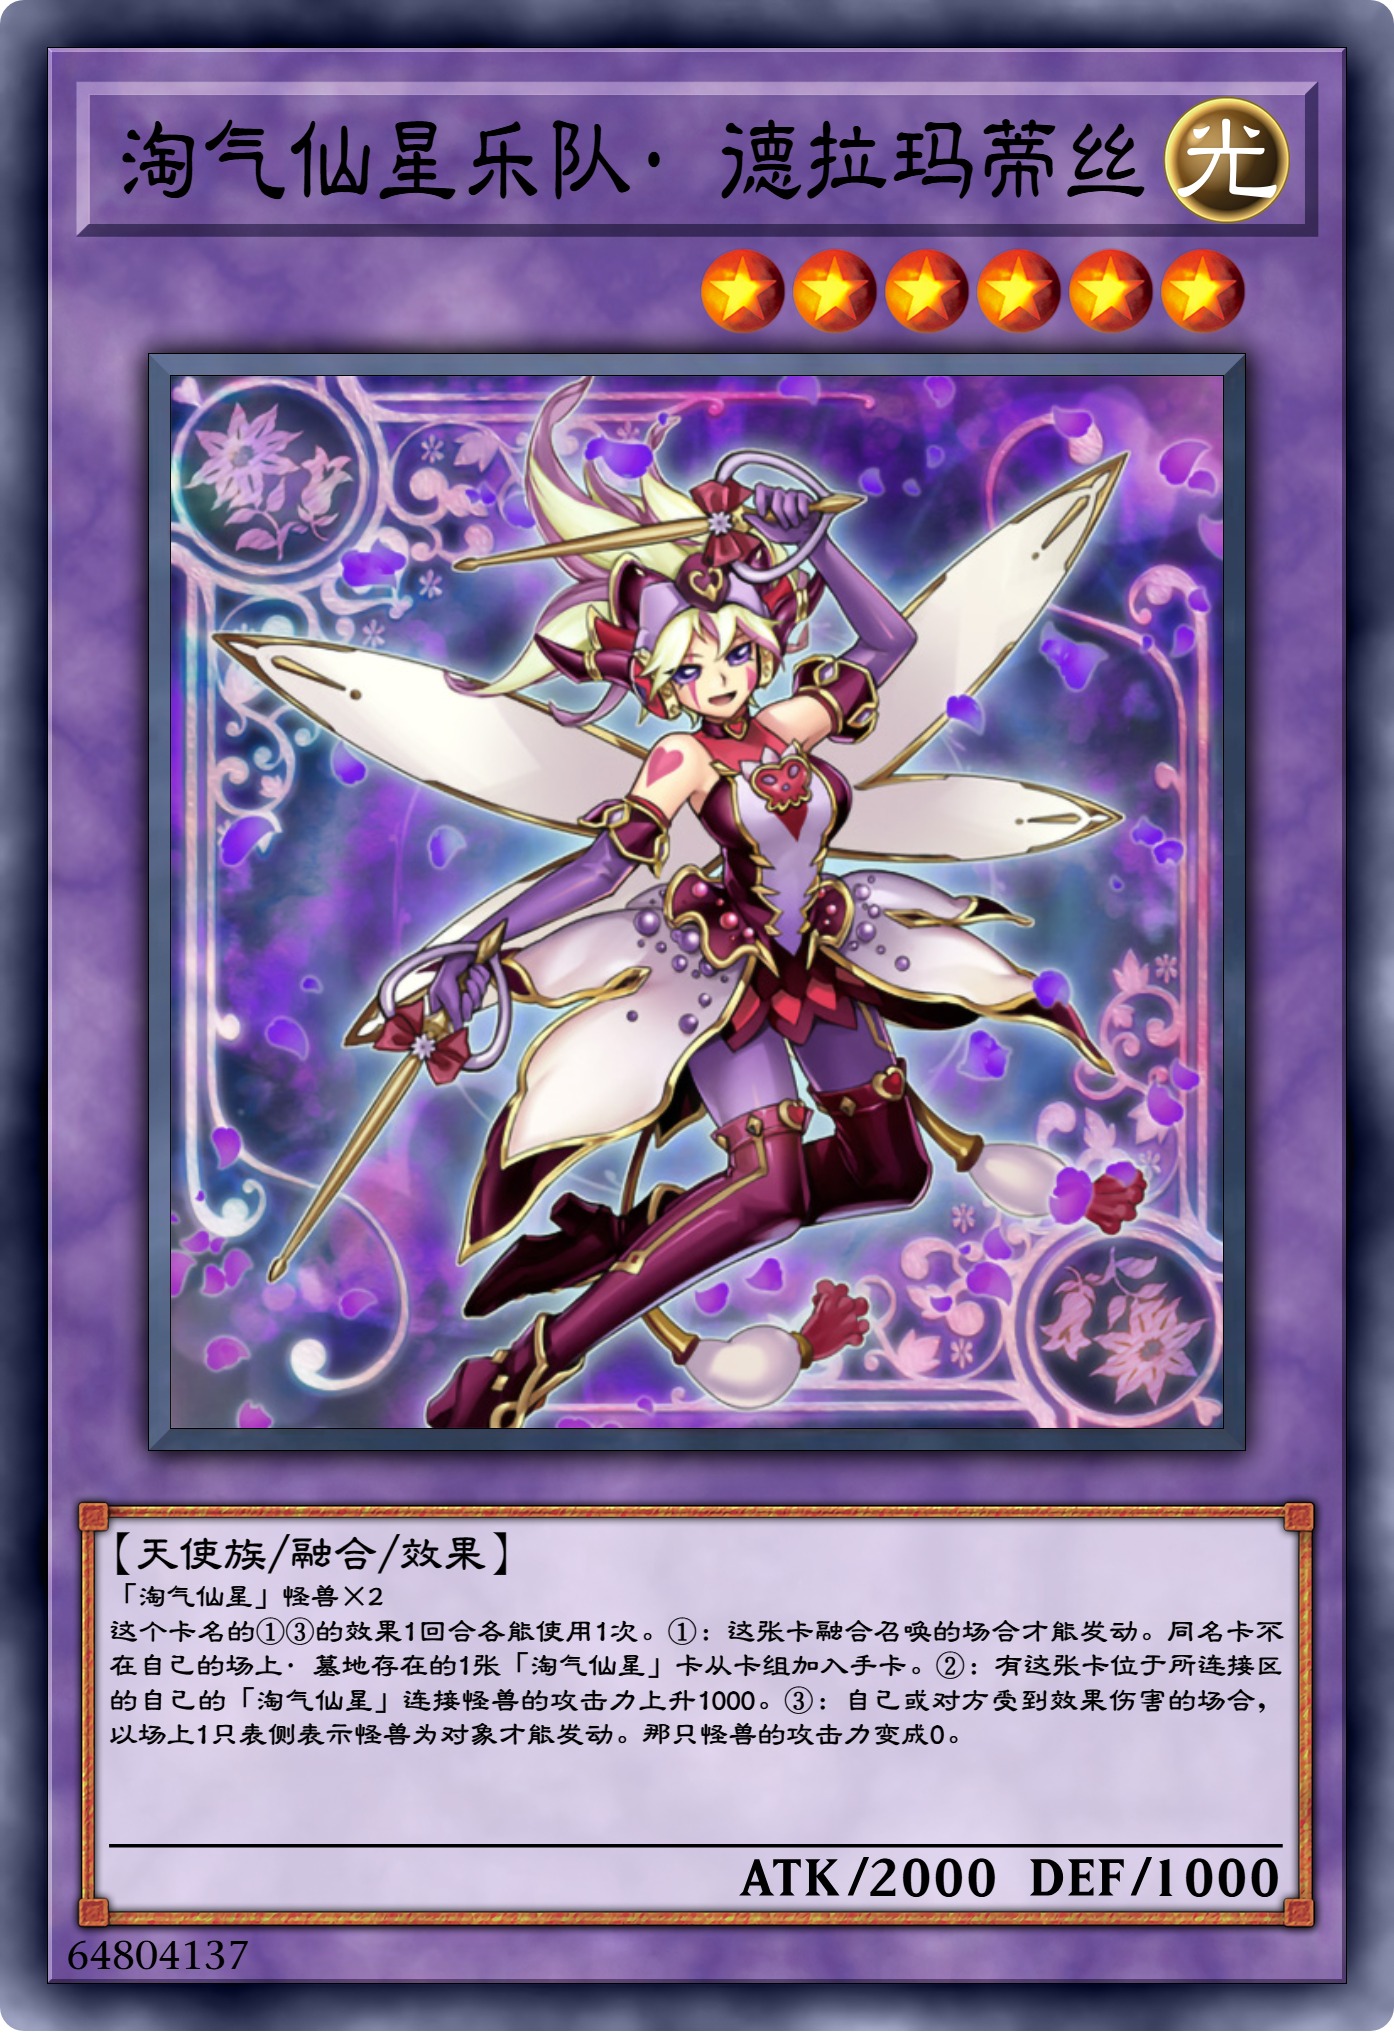 淘气仙星乐队·德拉玛蒂丝 光
【天使族/融合/效果】
「淘气仙星」怪兽×2
这个卡名的①③的效果1回合各能使用1次。①：这张卡融合召唤的场合才能发动。同名卡不
在自己的场上·墓地存在的1张「淘气仙星」卡从卡组加入手卡。②：有这张卡位于所连接区
的自己的「淘气仙星」连接怪兽的攻击力上升1000。③：自己或对方受到效果伤害的场合，
以场上1只表侧表示怪兽为对象才能发动。那只怪兽的攻击力变成0。
ATK/2000 DEF/1000
64804137